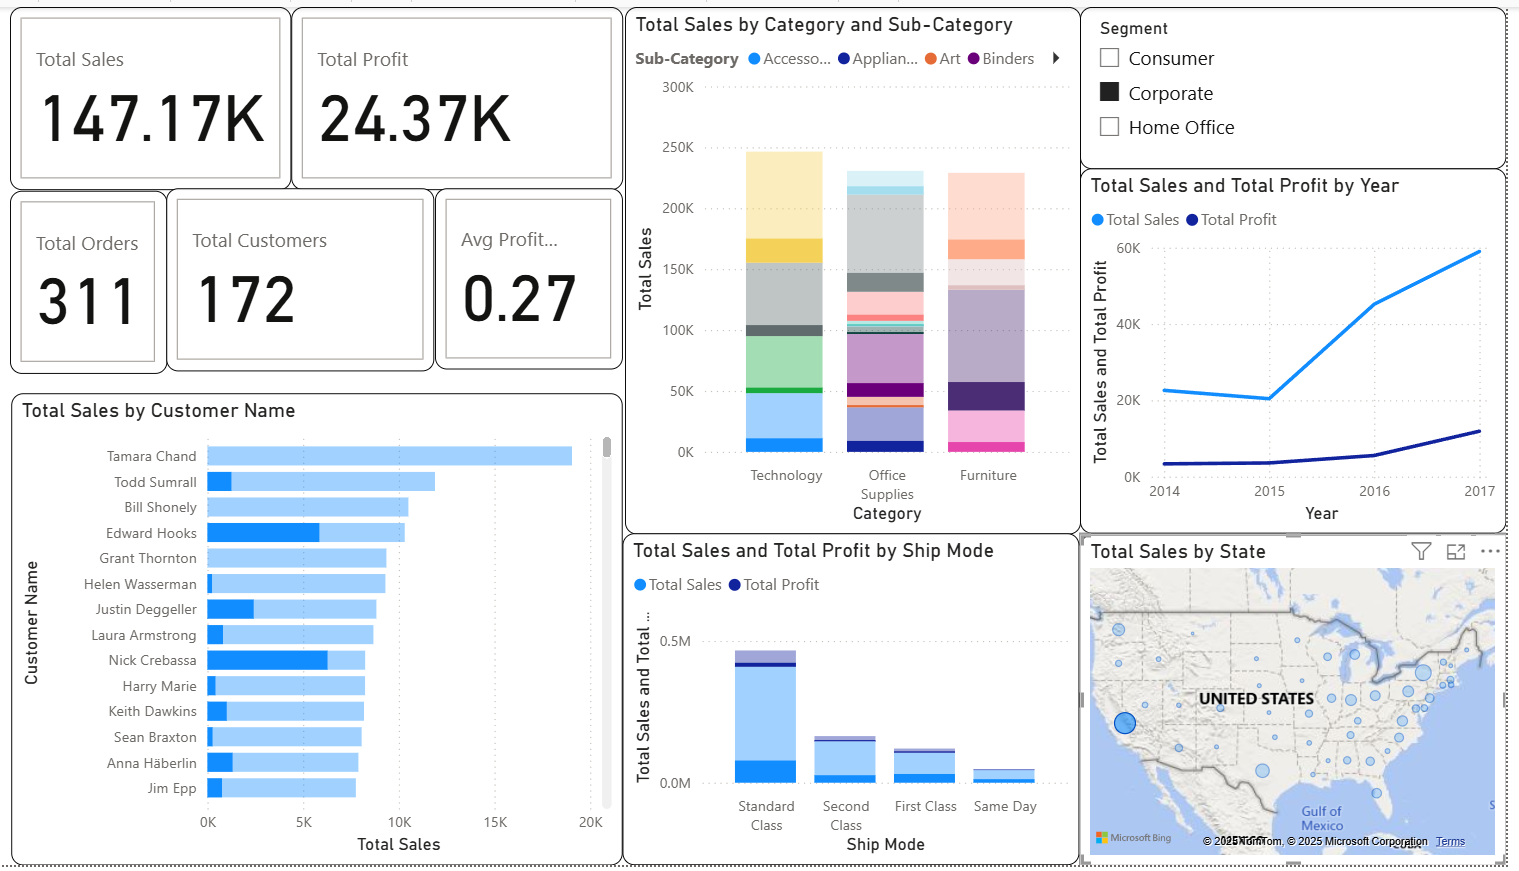 Total Sales
147.17K
Total Profit
24.37K
Total Orders
311
Total Customers
172
Avg Profit...
0.27
Total Sales by Customer Name
Customer Name
Tamara Chand
Todd Sumrall
Bill Shonely
Edward Hooks
Grant Thornton
Helen Wasserman
Justin Deggeller
Laura Armstrong
Nick Crebassa
Harry Marie
Keith Dawkins
Sean Braxton
Anna Häberlin
Jim Epp
0K 5K 10K 15K 20K
Total Sales
Total Sales by Category and Sub-Category
Sub-Category Accesso... Applian... Art Binders
Total Sales
300K
250K
200K
150K
100K
50K
0K
Technology
Office
Supplies
Furniture
Category
Total Sales and Total Profit by Ship Mode
Total Sales Total Profit
Total Sales and Total ...
0.5M
0.0M
Standard
Class
Second
Class
First Class
Same Day
Ship Mode
Segment
Consumer
Corporate
Home Office
Total Sales and Total Profit by Year
Total Sales Total Profit
Total Sales and Total Profit
60K
40K
20K
0K
2014 2015 2016 2017
Year
Total Sales by State
UNITED STATES
Gulf of
Mexico
Microsoft Bing
© 2025 TomTom, © 2025 Microsoft Corporation Terms